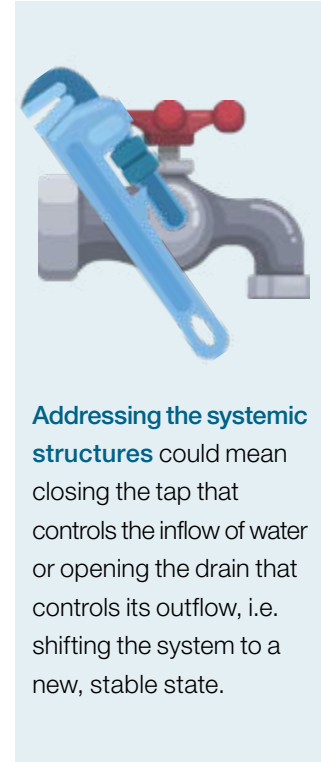 Addressing the systemic
structures could mean
closing the tap that
controls the inflow of water
or opening the drain that
controls its outflow, i.e.
shifting the system to a
new, stable state.